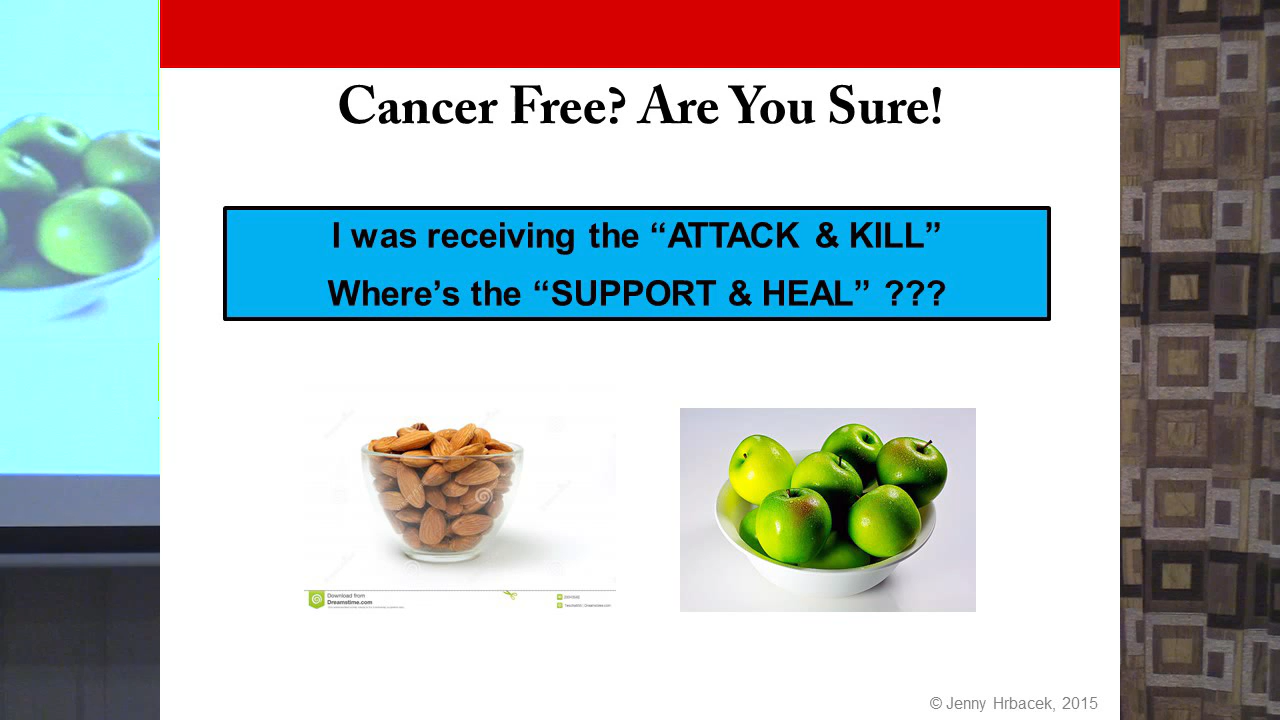 Cancer Free? Are You Sure!
I was receiving the “ATTACK & KILL”
Where’s the “SUPPORT & HEAL” ???
Download from
Dreamstime.com
© Jenny Hrbacek, 2015